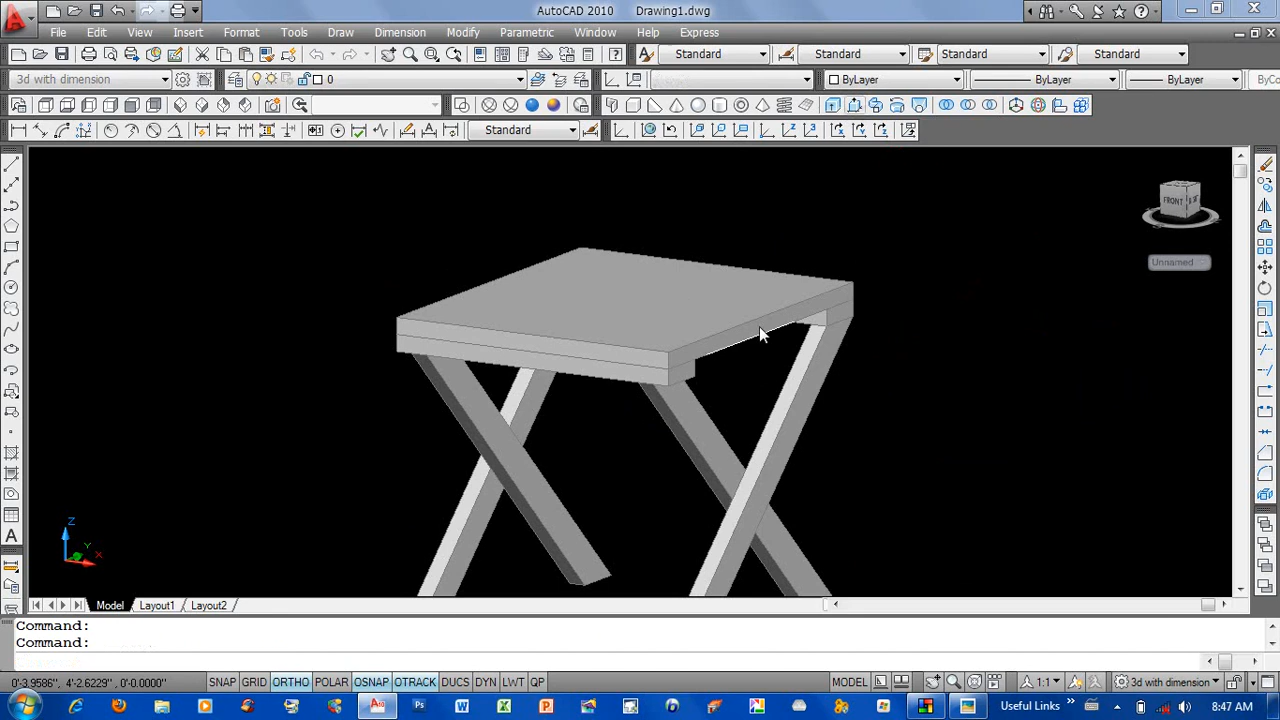 AutoCAD 2010 Drawing1.dwg
File Edit View Insert Format Tools Draw Dimension Modify Parametric Window Help Express
Standard Standard Standard Standard
3d with dimension 0 ByLayer ByLayer ByLayer ByCo
Standard
FRONT
Unnamed
Z
Y
X
Model Layout1 Layout2
Command:
Command:
0'-3.9586", 4'-2.6229", 0'-0.0000" SNAP GRID ORTHO POLAR OSNAP OTRACK DUCS DYN LWT QP MODEL 1:1 3d with dimension
Useful Links 8:47 AM